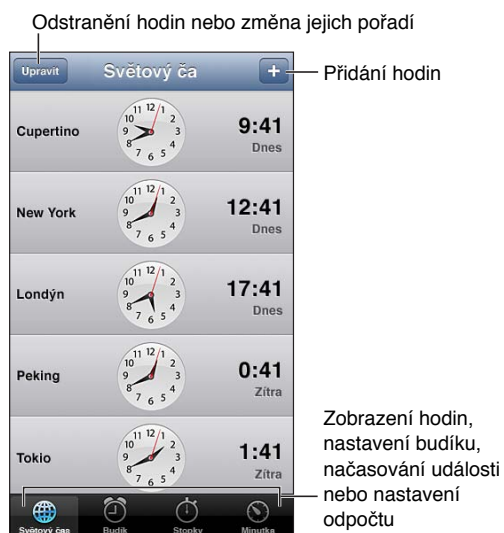 Odstranění hodin nebo změna jejich pořadí
Upravit
Světový ča
+
Přidání hodin
Cupertino
9:41
Dnes
New York
12:41
Dnes
Londýn
17:41
Dnes
Peking
0:41
Zítra
Tokio
1:41
Zítra
Zobrazení hodin,
nastavení budíku,
načasování události
nebo nastavení
odpočtu
Světový čas
Budík
Stopky
Minutka